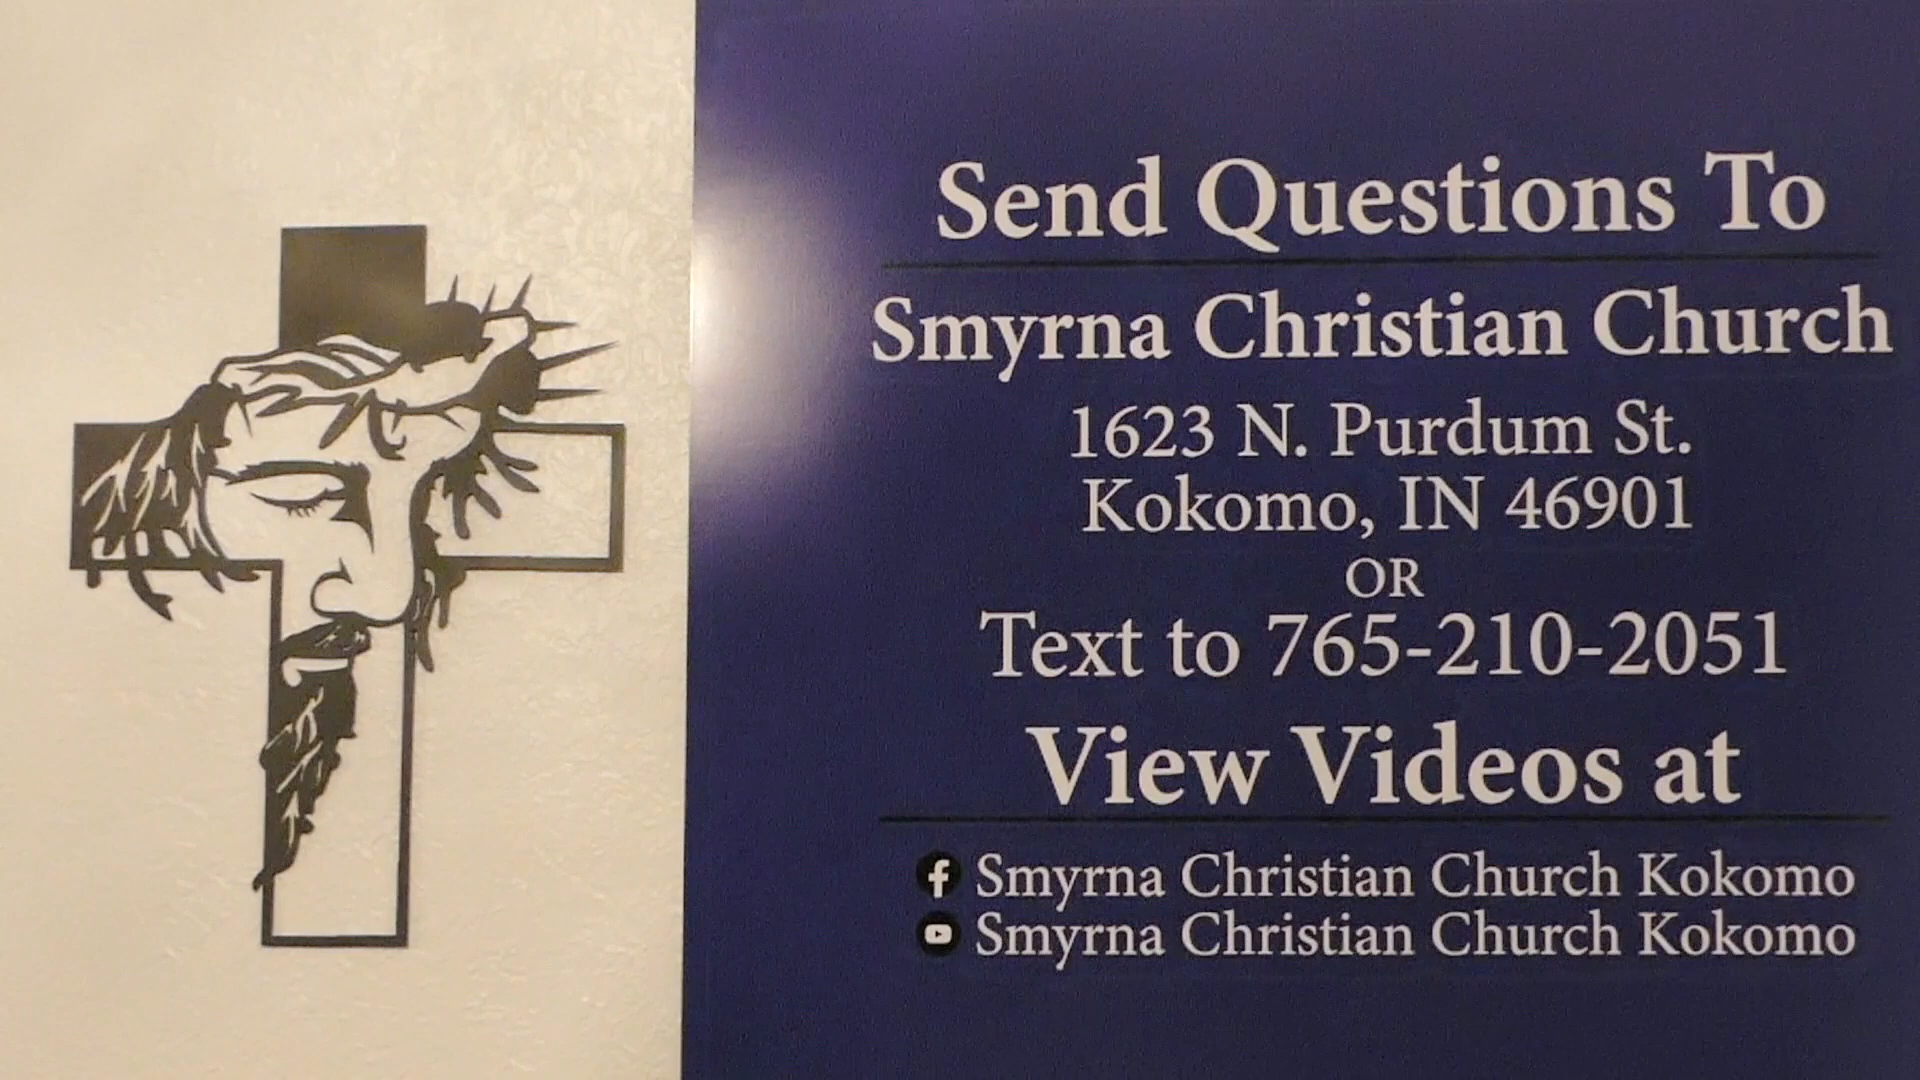 Send Questions To
Smyrna Christian Church
1623 N. Purdum St.
Kokomo, IN 46901
OR
Text to 765-210-2051
View Videos at
Smyrna Christian Church Kokomo
Smyrna Christian Church Kokomo